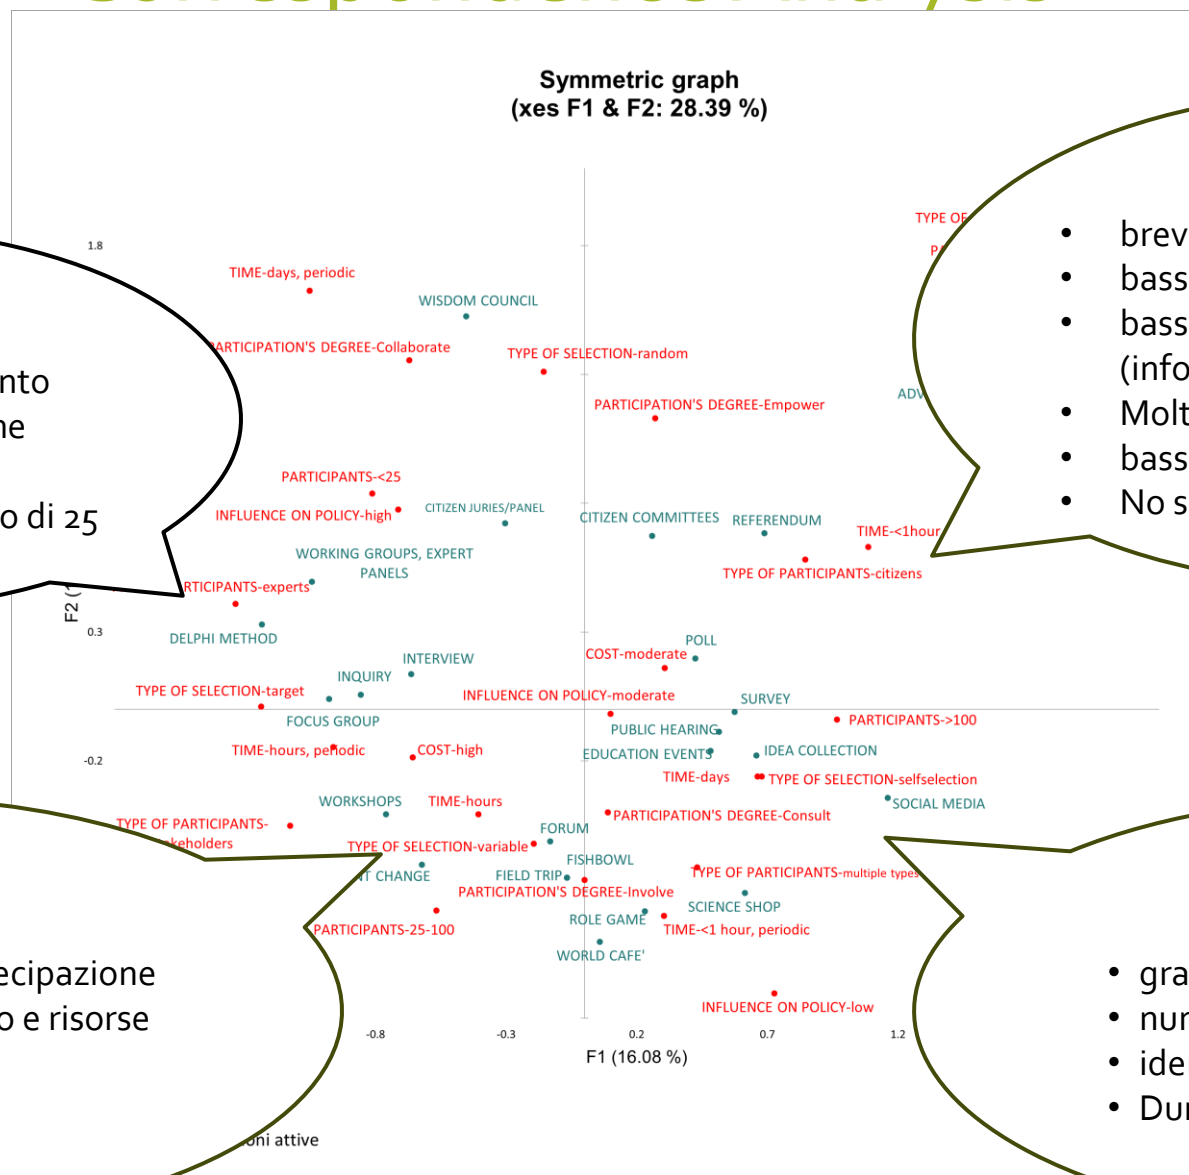 Correspondence Analysis
Symmetric graph
(xes F1 & F2: 28.39 %)
TYPE OF
1.8
TIME-days, periodic
WISDOM COUNCIL
PARTICIPATION'S DEGREE-Collaborate
TYPE OF SELECTION-random
PARTICIPATION'S DEGREE-Empower
ADV
brev
bass
bass
(info
Molt
bass
No s
nto
ne
o di 25
PARTICIPANTS-<25
INFLUENCE ON POLICY-high
CITIZEN JURIES/PANEL
CITIZEN COMMITTEES
REFERENDUM
TIME-<1hour
TYPE OF PARTICIPANTS-citizens
WORKING GROUPS, EXPERT
PANELS
RTICIPANTS-experts
F2 (
DELPHI METHOD
0.3
POLL
COST-moderate
INTERVIEW
INQUIRY
TYPE OF SELECTION-target
INFLUENCE ON POLICY-moderate
SURVEY
FOCUS GROUP
PUBLIC HEARING
PARTICIPANTS->100
TIME-hours, periodic
COST-high
EDUCATION EVENTS
IDEA COLLECTION
-0.2
TIME-days
TYPE OF SELECTION-selfselection
WORKSHOPS
TIME-hours
SOCIAL MEDIA
TYPE OF PARTICIPANTS-
keholders
PARTICIPATION'S DEGREE-Consult
FORUM
TYPE OF SELECTION-variable
FISHBOWL
NT CHANGE
FIELD TRIP
TYPE OF PARTICIPANTS-multiple types
PARTICIPATION'S DEGREE-Involve
SCIENCE SHOP
ROLE GAME
PARTICIPANTS-25-100
TIME-<1 hour, periodic
WORLD CAFE'
INFLUENCE ON POLICY-low
ecipazione
o e risorse
gra
nur
ide
Dur
-0.8
-0.3
0.2
0.7
1.2
F1 (16.08 %)
oni attive